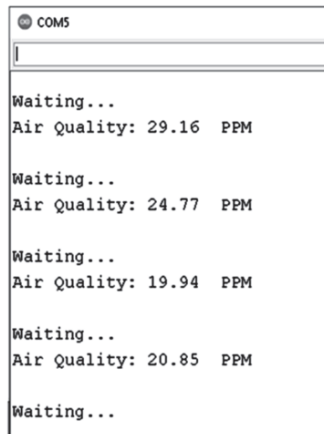 COM5
Waiting...
Air Quality: 29.16  PPM
Waiting...
Air Quality: 24.77  PPM
Waiting...
Air Quality: 19.94  PPM
Waiting...
Air Quality: 20.85  PPM
Waiting...